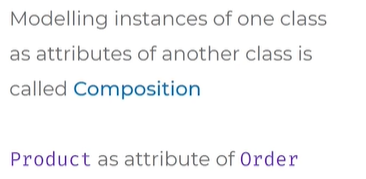 Modelling instances of one class
as attributes of another class is
called Composition
Product as attribute of Order